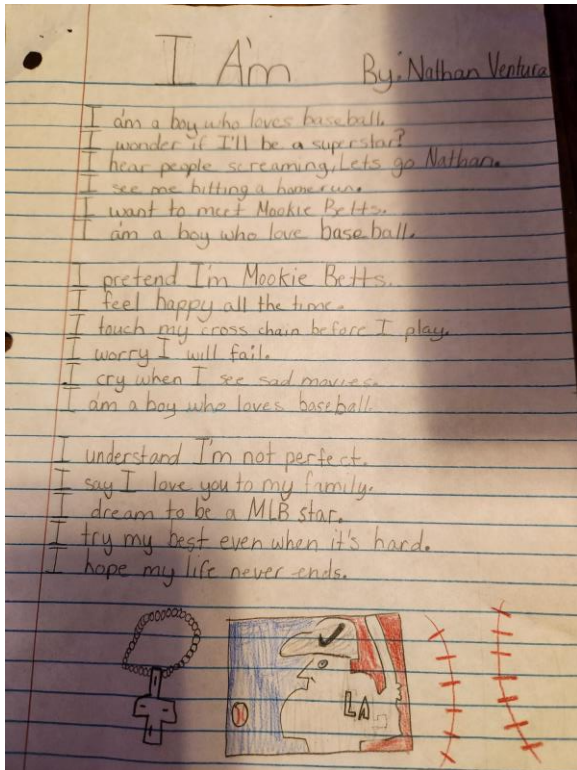 I Am
By: Nathan Ventura
I am a boy who loves baseball.
I wonder if I'll be a superstar?
I hear people screaming, Lets go Nathan.
I see me hitting a homerun.
I want to meet Mookie Betts.
I am a boy who love baseball.
I pretend I'm Mookie Betts.
I feel happy all the time.
I touch my cross chain before I play.
I worry I will fail.
I cry when I see sad movies.
I am a boy who loves baseball.
I understand I'm not perfect.
I say I love you to my family.
I dream to be a MLB star.
I try my best even when it's hard.
I hope my life never ends.
LA